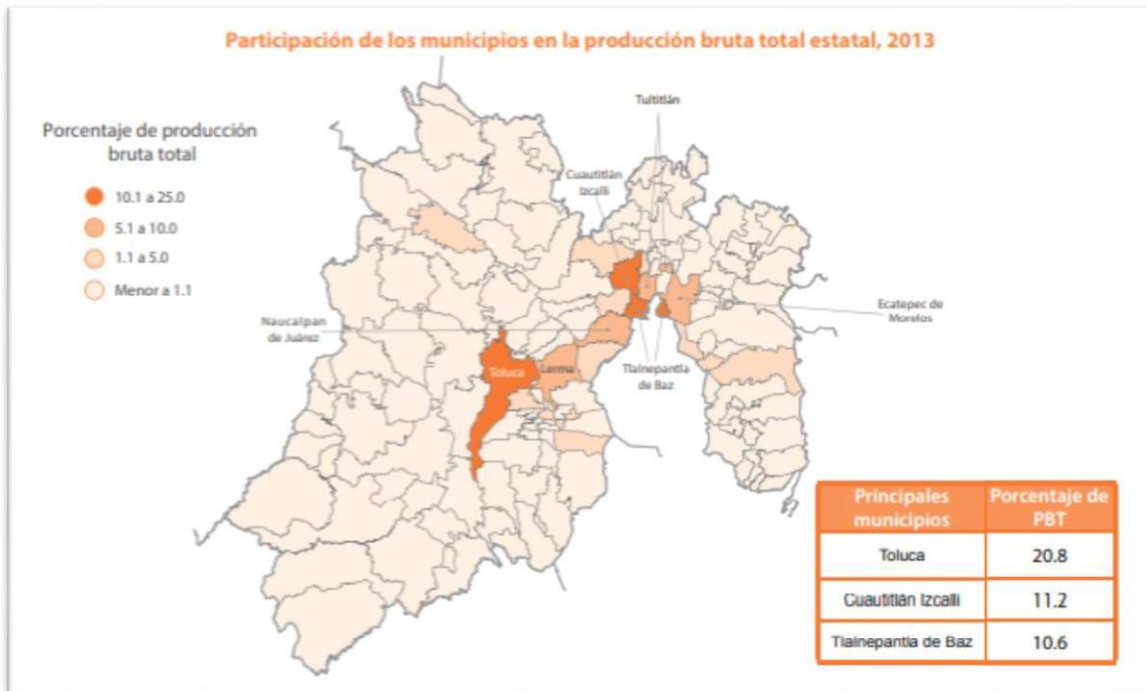 Participación de los municipios en la producción bruta total estatal, 2013
Porcentaje de producción
bruta total
10.1 a 25.0
5.1 a 10.0
1.1 a 5.0
Menor a 1.1
Tultitlán
Cuautitlán
Izcalli
Ecatepec de
Morelos
Naucalpan
de Juárez
Toluca
Lerma
Tlalnepantla
de Baz
Principales
municipios
Porcentaje de
PBT
Toluca
20.8
Cuautitlán Izcalli
11.2
Tlalnepantla de Baz
10.6